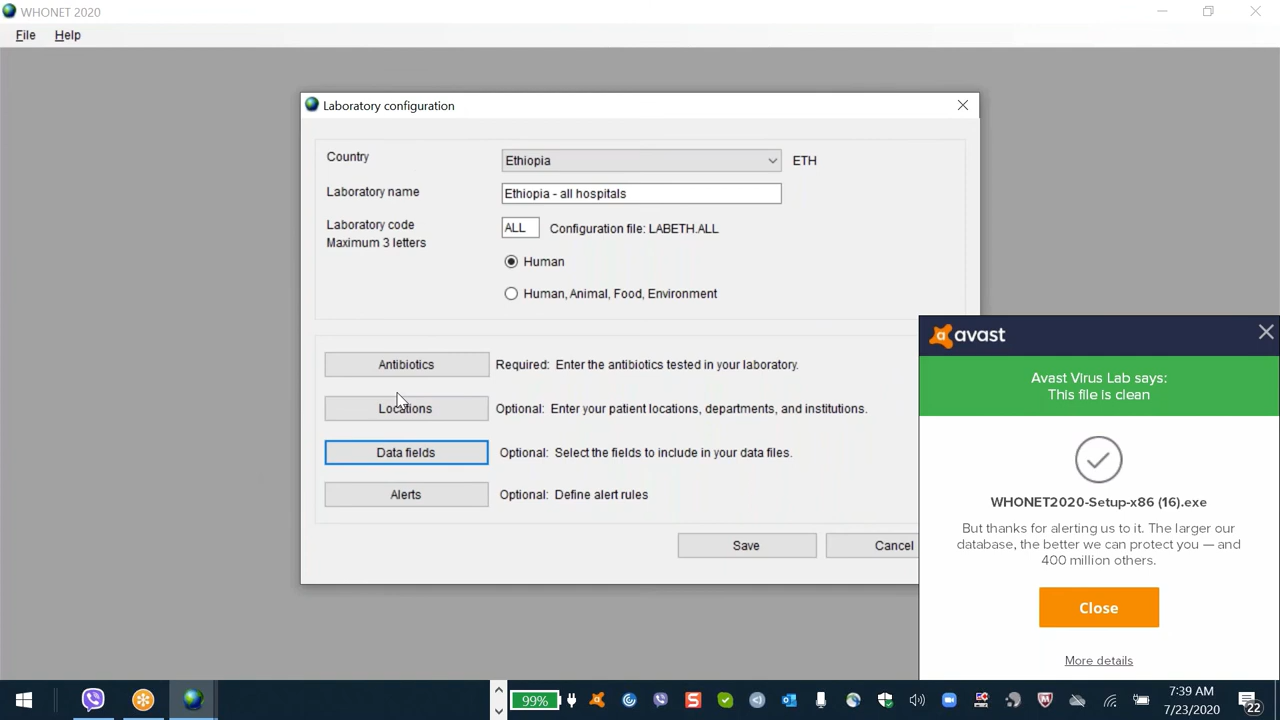 WHONET 2020
File Help
Laboratory configuration
Country
Ethiopia
ETH
Laboratory name
Ethiopia - all hospitals
Laboratory code
Maximum 3 letters
ALL
Configuration file: LABETH.ALL
Human
Human, Animal, Food, Environment
Antibiotics
Required: Enter the antibiotics tested in your laboratory.
Locations
Optional: Enter your patient locations, departments, and institutions.
Data fields
Optional: Select the fields to include in your data files.
Alerts
Optional: Define alert rules
Save
Cancel
avast
Avast Virus Lab says:
This file is clean
WHONET2020-Setup-x86 (16).exe
But thanks for alerting us to it. The larger our
database, the better we can protect you — and
400 million others.
Close
More details
99%
7:39 AM
7/23/2020
22